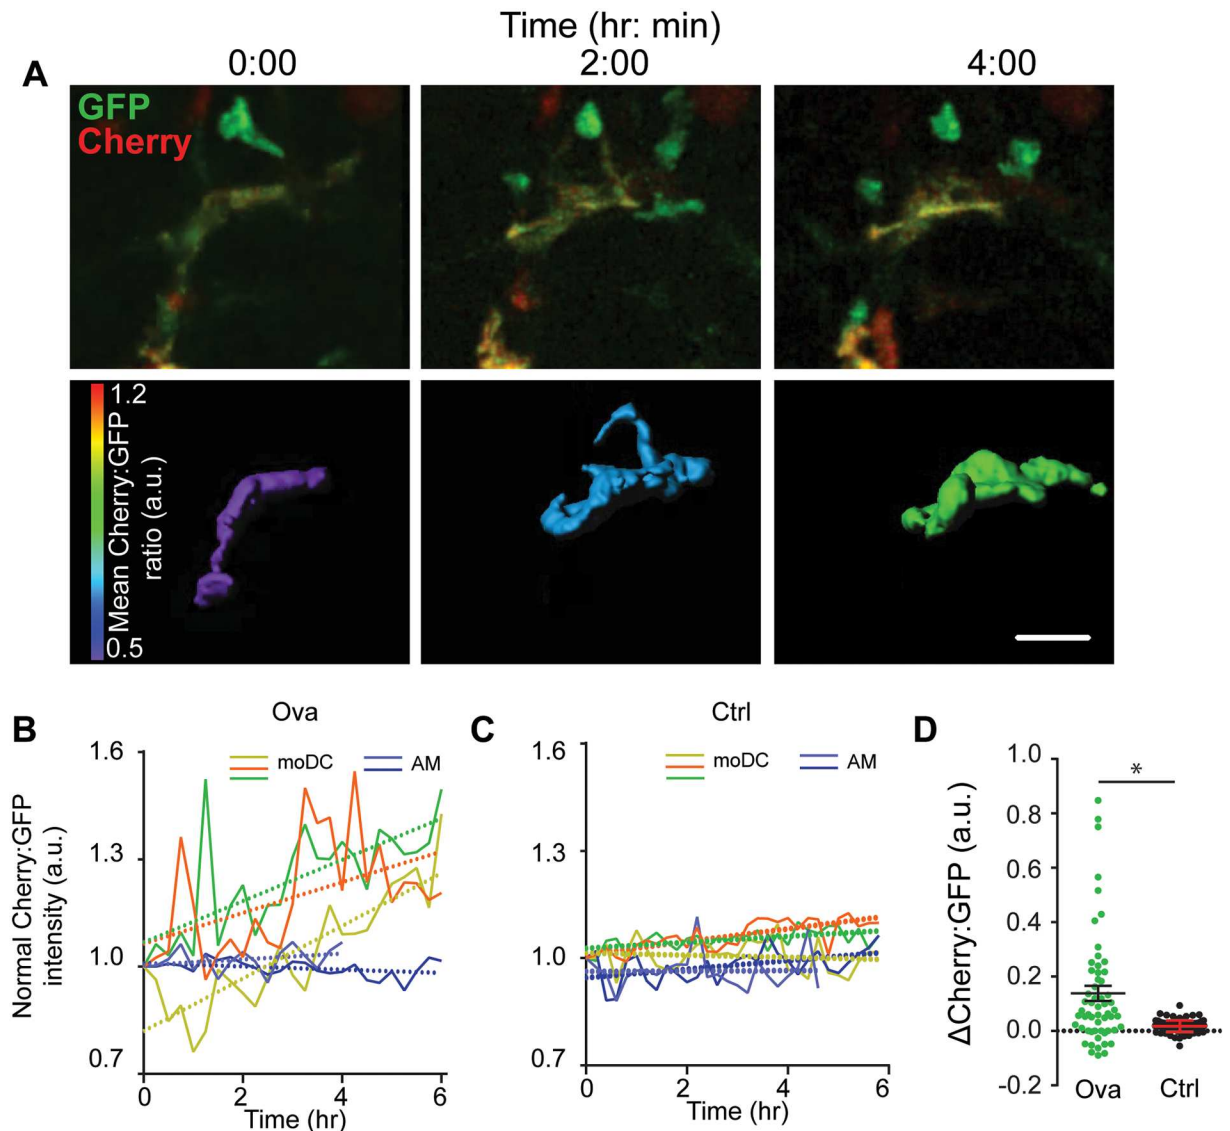 Time (hr: min)
0:00 2:00 4:00
A
GFP
Cherry
1.2
Mean Cherry:GFP
ratio (a.u.)
0.5
B
Ova
1.6
1.3
1.0
0.7
Normal Cherry:GFP
intensity (a.u.)
moDC AM
0 2 4 6
Time (hr)
C
Ctrl
1.6
1.3
1.0
0.7
moDC AM
0 2 4 6
Time (hr)
D
1.0
0.8
0.6
0.4
0.2
0.0
-0.2
ΔCherry:GFP (a.u.)
*
Ova Ctrl